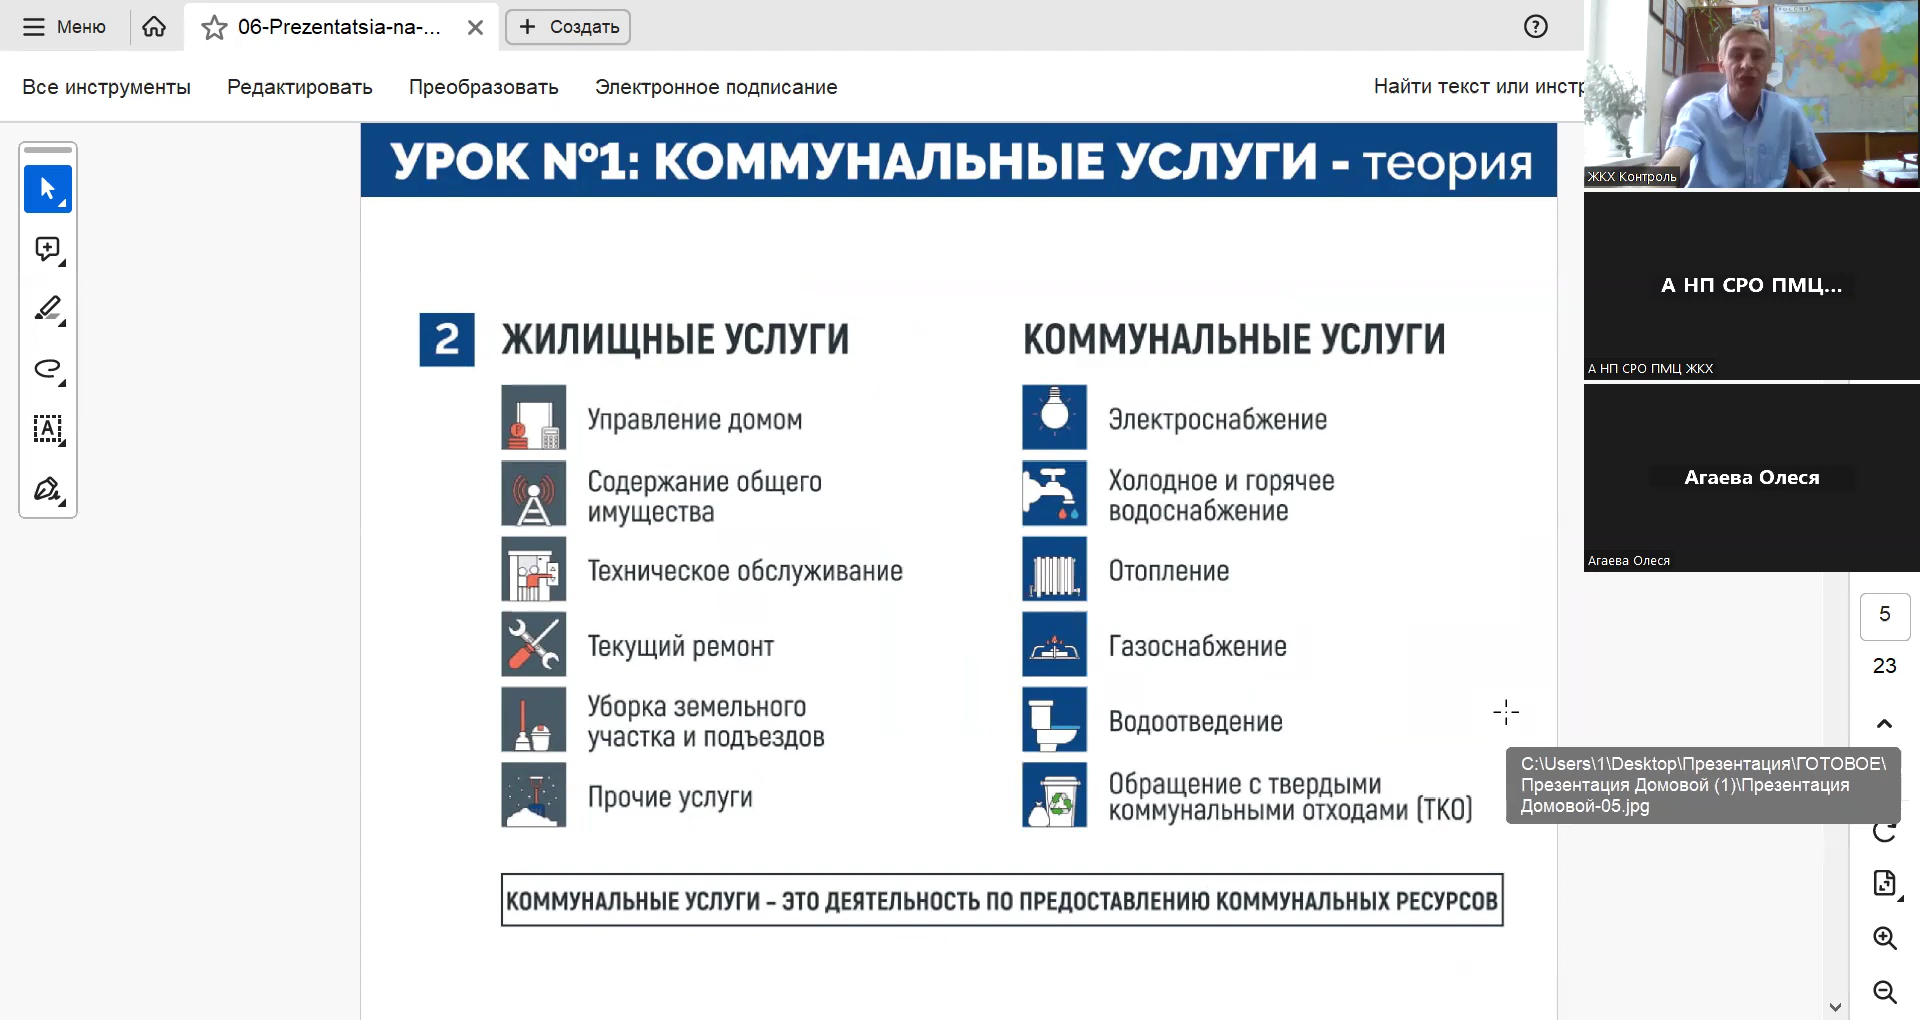 Меню
06-Prezentatsia-na-...
Создать
Все инструменты
Редактировать
Преобразовать
Электронное подписание
Найти текст или инстр
УРОК №1: КОММУНАЛЬНЫЕ УСЛУГИ - теория
2 ЖИЛИЩНЫЕ УСЛУГИ
Управление домом
Содержание общего
имущества
Техническое обслуживание
Текущий ремонт
Уборка земельного
участка и подъездов
Прочие услуги
КОММУНАЛЬНЫЕ УСЛУГИ
Электроснабжение
Холодное и горячее
водоснабжение
Отопление
Газоснабжение
Водоотведение
Обращение с твердыми
коммунальными отходами (ТКО)
КОММУНАЛЬНЫЕ УСЛУГИ – ЭТО ДЕЯТЕЛЬНОСТЬ ПО ПРЕДОСТАВЛЕНИЮ КОММУНАЛЬНЫХ РЕСУРСОВ
РОССИЯ
ЖКХ Контроль
А НП СРО ПМЦ...
А НП СРО ПМЦ ЖКХ
Агаева Олеся
Агаева Олеся
5
23
C:\Users\1\Desktop\Презентация\ГОТОВОЕ\
Презентация Домовой (1)\Презентация
Домовой-05.jpg